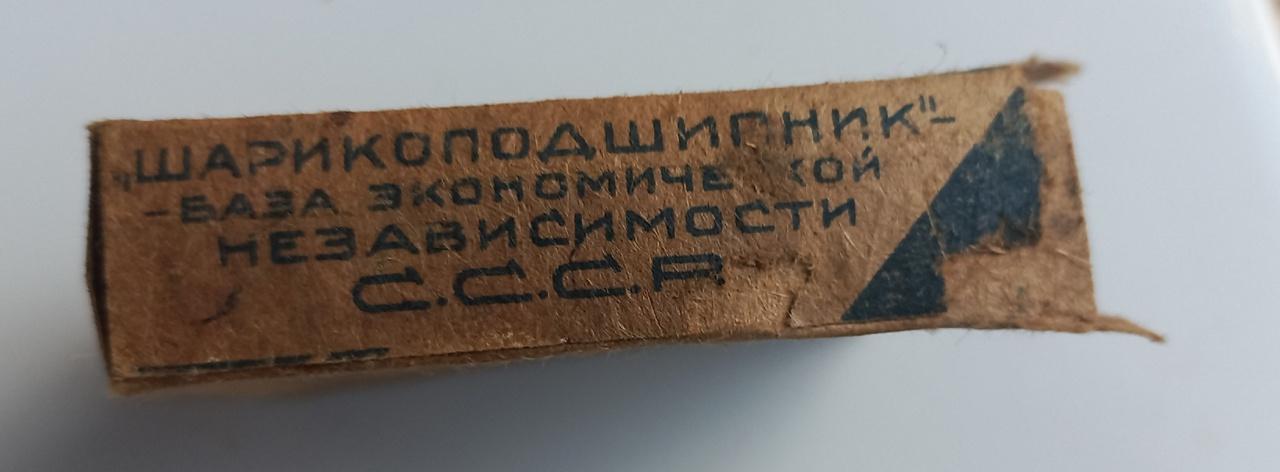 „ШАРИКОПОДШИПНИК"-
-БАЗА ЭКОНОМИЧЕСКОЙ
НЕЗАВИСИМОСТИ
С.С.С.Р.